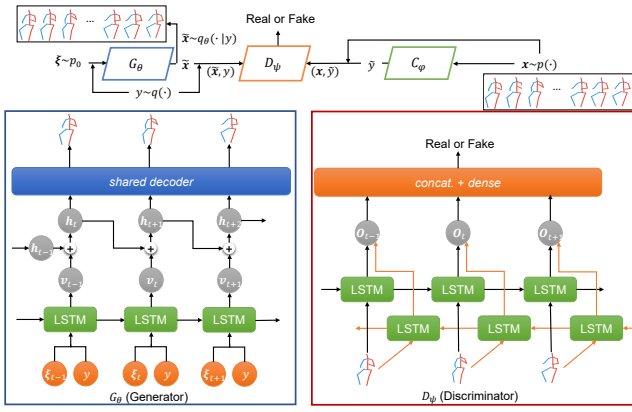 Real or Fake
x̃~q_θ(·|y)
ξ~p₀
G_θ
x̃
(x̃, y)
D_ψ
(x, ỹ)
ỹ
C_φ
x~p(·)
y~q(·)
...
...
Real or Fake
shared decoder
concat. + dense
h_t
h_{t+1}
h_{t+2}
h_{t-1}
+
+
+
O_{t-1}
O_t
O_{t+1}
v_{t-1}
v_t
v_{t+1}
LSTM
LSTM
LSTM
LSTM
LSTM
LSTM
LSTM
LSTM
LSTM
ξ_{t-1}
y
ξ_t
y
ξ_{t+1}
y
G_θ (Generator)
D_ψ (Discriminator)